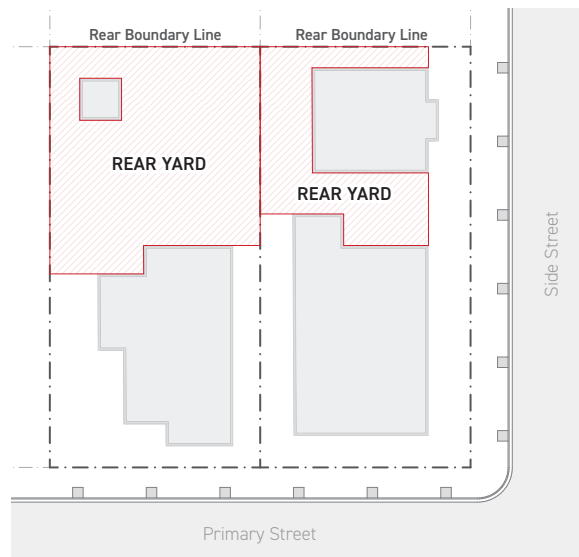 Rear Boundary Line
Rear Boundary Line
REAR YARD
REAR YARD
Side Street
Primary Street